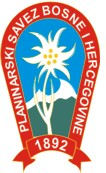 PLANINARSKI SAVEZ BOSNE I HERCEGOVINE
1892